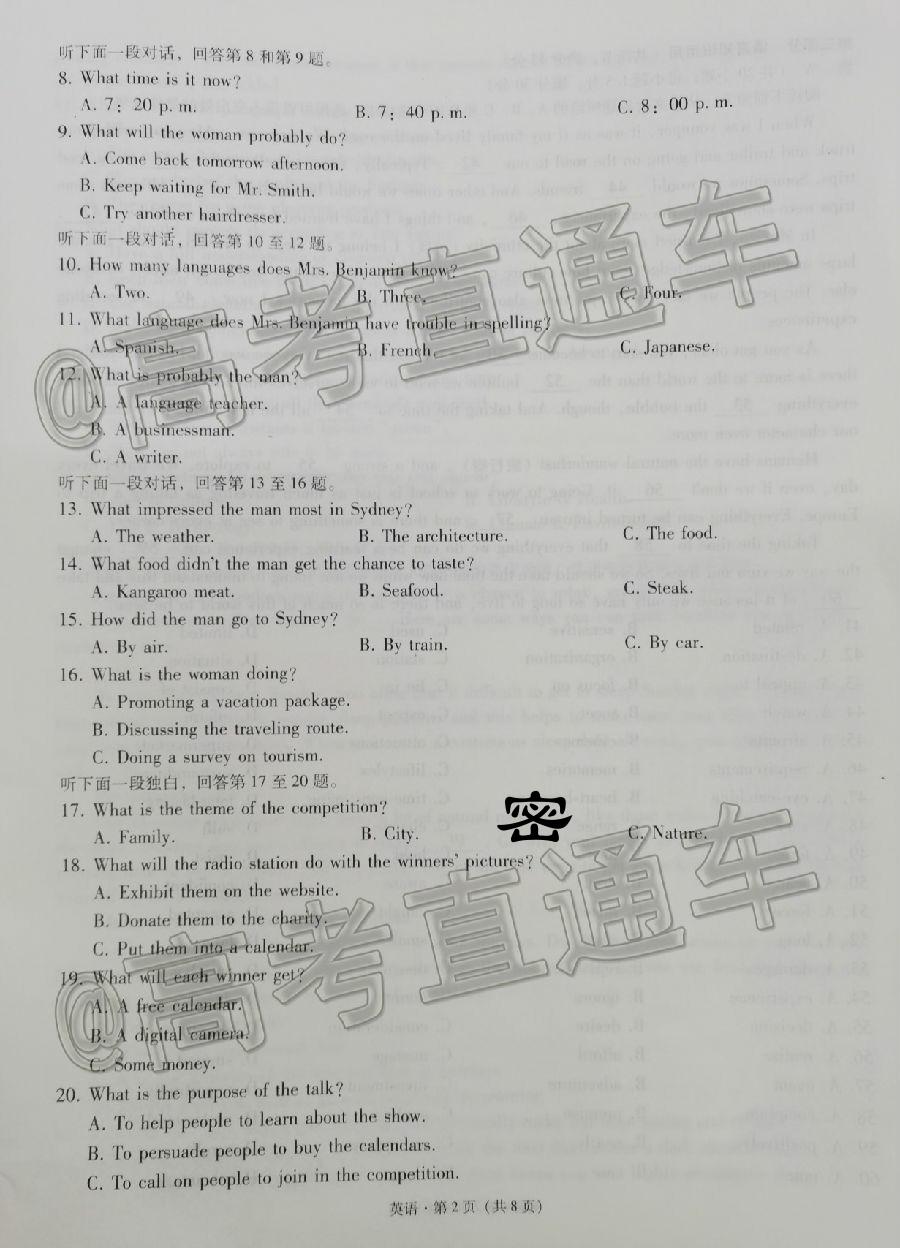 听下面一段对话，回答第 8 和第 9 题。
8. What time is it now?
A. 7：20 p. m. B. 7；40 p. m. C. 8：00 p. m.
9. What will the woman probably do?
A. Come back tomorrow afternoon.
B. Keep waiting for Mr. Smith.
C. Try another hairdresser.
听下面一段对话，回答第 10 至 12 题。
10. How many languages does Mrs. Benjamin know?
A. Two. B. Three. C. Four.
11. What language does Mrs. Benjamin have trouble in spelling?
A. Spanish. B. French. C. Japanese.
12. What is probably the man?
A. A language teacher.
B. A businessman.
C. A writer.
听下面一段对话，回答第 13 至 16 题。
13. What impressed the man most in Sydney?
A. The weather. B. The architecture. C. The food.
14. What food didn't the man get the chance to taste?
A. Kangaroo meat. B. Seafood. C. Steak.
15. How did the man go to Sydney?
A. By air. B. By train. C. By car.
16. What is the woman doing?
A. Promoting a vacation package.
B. Discussing the traveling route.
C. Doing a survey on tourism.
听下面一段独白，回答第 17 至 20 题。
17. What is the theme of the competition?
A. Family. B. City. 密 C. Nature.
18. What will the radio station do with the winners' pictures?
A. Exhibit them on the website.
B. Donate them to the charity.
C. Put them into a calendar.
19. What will each winner get?
A. A free calendar.
B. A digital camera.
C. Some money.
20. What is the purpose of the talk?
A. To help people to learn about the show.
B. To persuade people to buy the calendars.
C. To call on people to join in the competition.
英语·第 2 页（共 8 页）
@高考直通车
@高考直通车